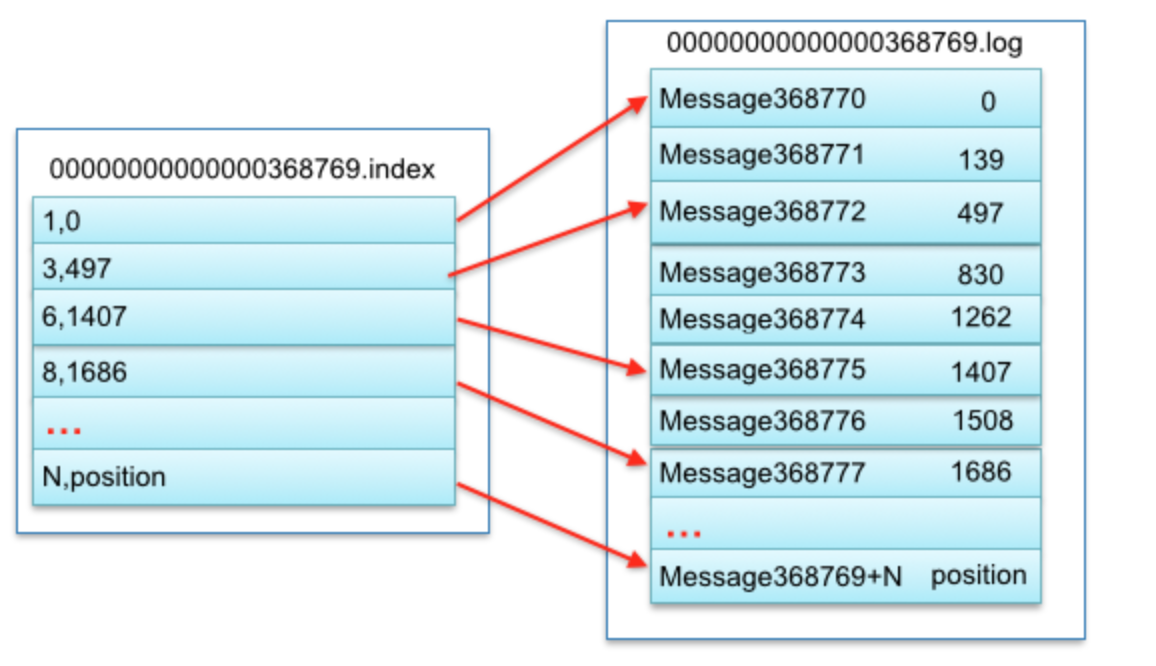 00000000000000368769.index
1,0
3,497
6,1407
8,1686
...
N,position
00000000000000368769.log
Message368770 0
Message368771 139
Message368772 497
Message368773 830
Message368774 1262
Message368775 1407
Message368776 1508
Message368777 1686
...
Message368769+N position